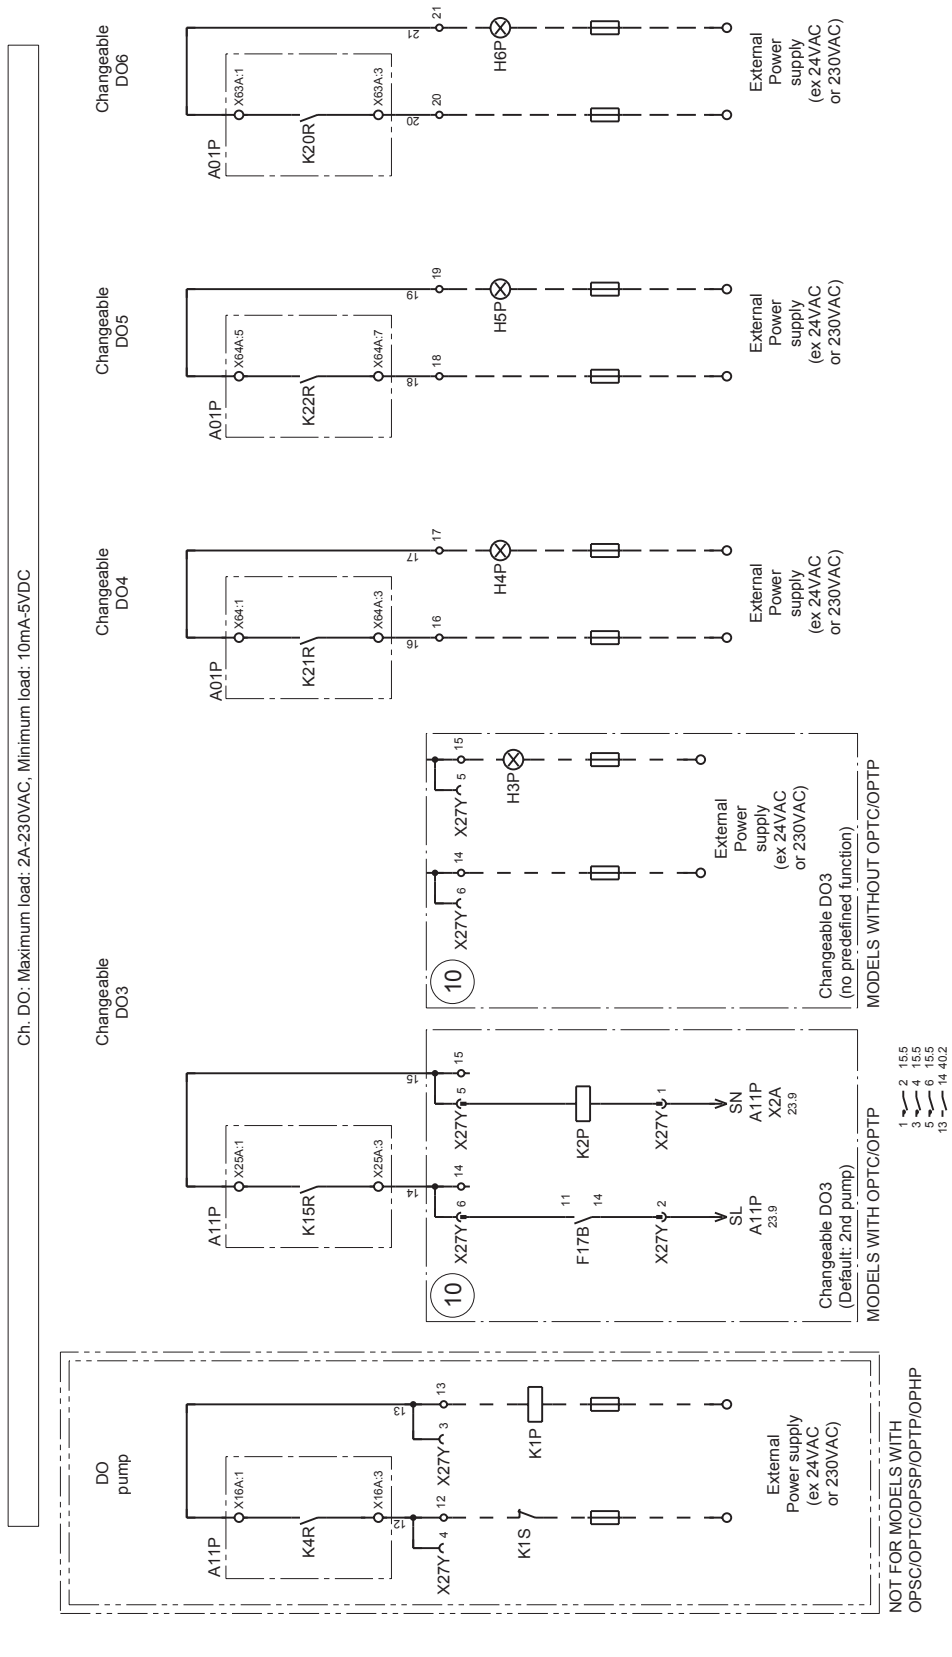 Ch. DO: Maximum load: 2A-230VAC, Minimum load: 10mA-5VDC
DO
pump
A11P
X16A:1
K4R
X16A:3
12
13
X27Y
4
12
X27Y
3
13
K1S
K1P
External
Power supply
(ex 24VAC
or 230VAC)
NOT FOR MODELS WITH
OPSC/OPTC/OPSP/OPTP/OPHP
Changeable
DO3
A11P
X25A:1
K15R
X25A:3
14
15
10
X27Y
6
14
X27Y
5
15
F17B
11
14
K2P
X27Y
2
X27Y
1
SL
A11P
23.9
SN
A11P
X2A
23.9
Changeable DO3
(Default: 2nd pump)
MODELS WITH OPTC/OPTP
1 2 15.5
3 4 15.5
5 6 15.5
13 14 40.2
10
X27Y
6
14
X27Y
5
15
H3P
External
Power
supply
(ex 24VAC
or 230VAC)
Changeable DO3
(no predefined function)
MODELS WITHOUT OPTC/OPTP
Changeable
DO4
A01P
X64:1
K21R
X64A:3
16
17
16
17
H4P
External
Power
supply
(ex 24VAC
or 230VAC)
Changeable
DO5
A01P
X64A:5
K22R
X64A:7
18
19
18
19
H5P
External
Power
supply
(ex 24VAC
or 230VAC)
Changeable
DO6
A01P
X63A:1
K20R
X63A:3
20
21
20
21
H6P
External
Power
supply
(ex 24VAC
or 230VAC)